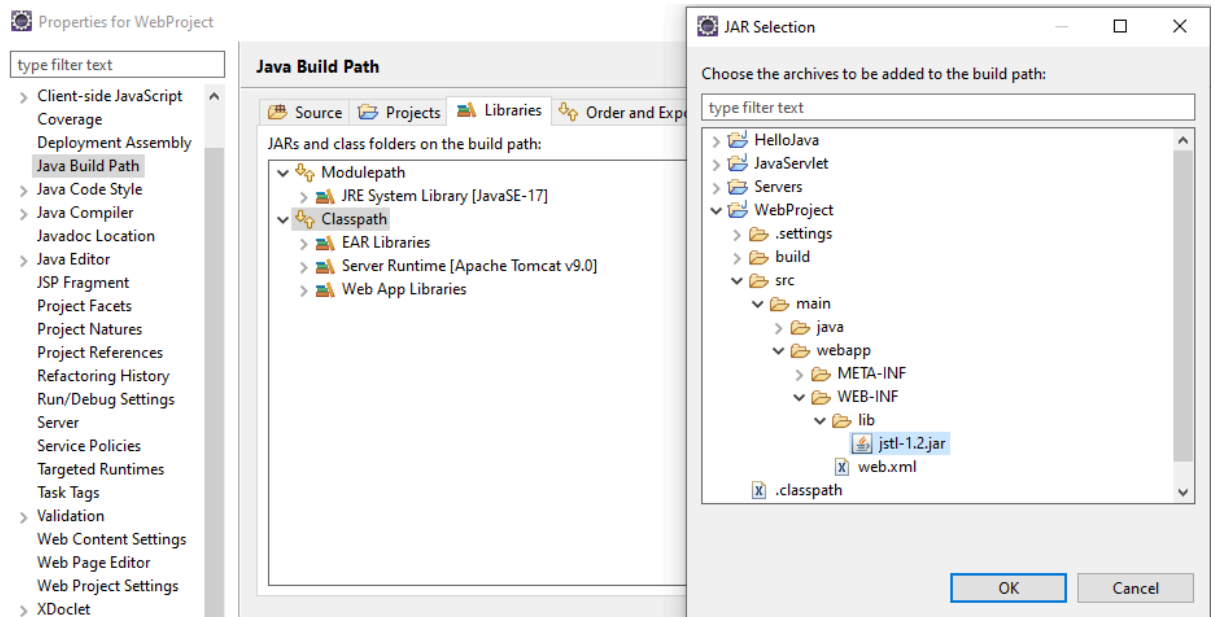 Properties for WebProject
type filter text
Client-side JavaScript
Coverage
Deployment Assembly
Java Build Path
Java Code Style
Java Compiler
Javadoc Location
Java Editor
JSP Fragment
Project Facets
Project Natures
Project References
Refactoring History
Run/Debug Settings
Server
Service Policies
Targeted Runtimes
Task Tags
Validation
Web Content Settings
Web Page Editor
Web Project Settings
XDoclet
Java Build Path
Source Projects Libraries Order and Expo
JARs and class folders on the build path:
Modulepath
JRE System Library [JavaSE-17]
Classpath
EAR Libraries
Server Runtime [Apache Tomcat v9.0]
Web App Libraries
JAR Selection
Choose the archives to be added to the build path:
type filter text
HelloJava
JavaServlet
Servers
WebProject
.settings
build
src
main
java
webapp
META-INF
WEB-INF
lib
jstl-1.2.jar
web.xml
.classpath
OK Cancel